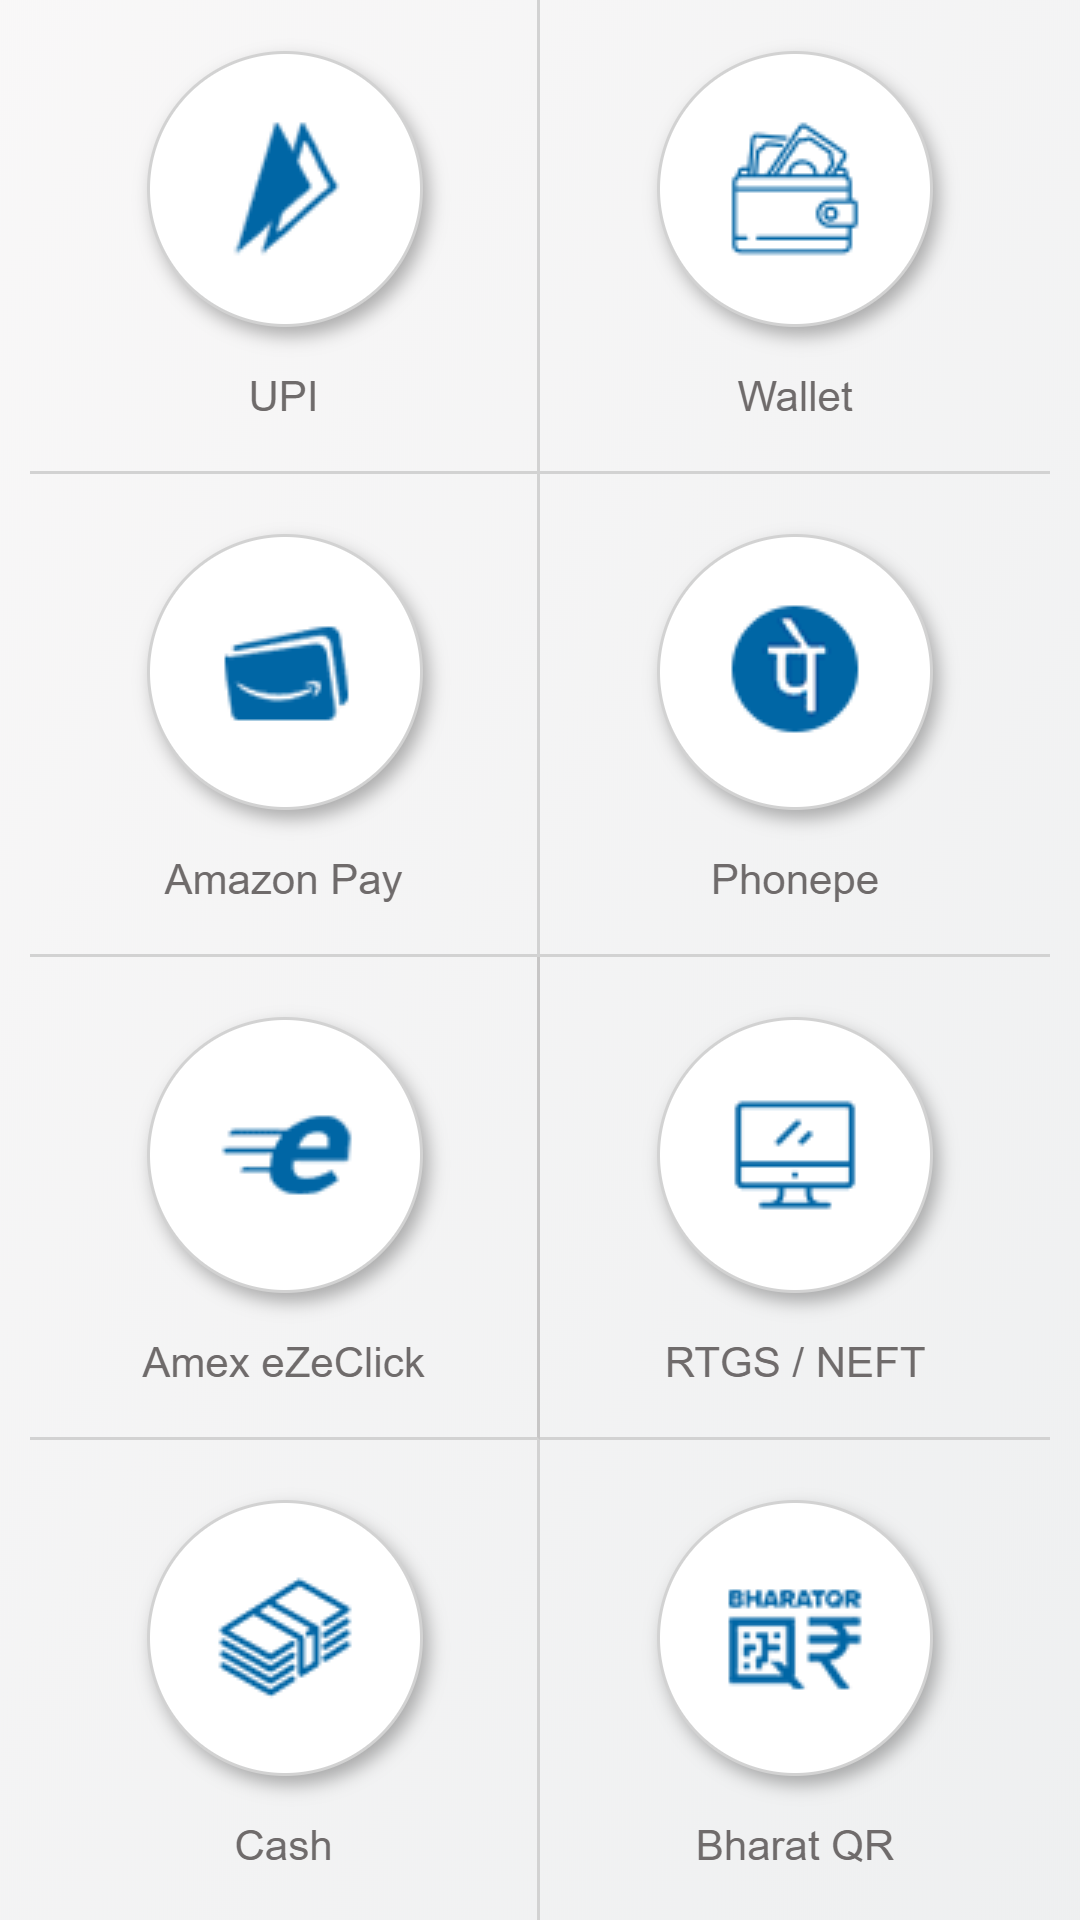 UPI
Wallet
पे
Amazon Pay
Phonepe
e
Amex eZeClick
RTGS / NEFT
BHARATQR
₹
Cash
Bharat QR